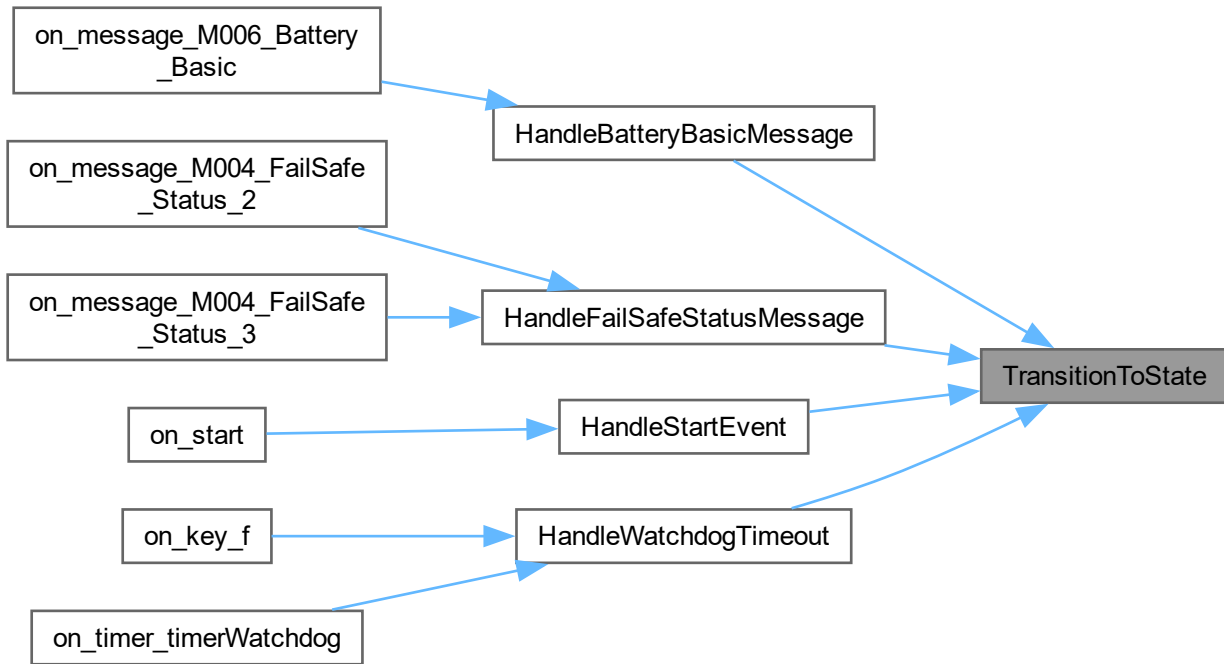 on_message_M006_Battery
_Basic
HandleBatteryBasicMessage
on_message_M004_FailSafe
_Status_2
on_message_M004_FailSafe
_Status_3
HandleFailSafeStatusMessage
TransitionToState
on_start
HandleStartEvent
on_key_f
HandleWatchdogTimeout
on_timer_timerWatchdog